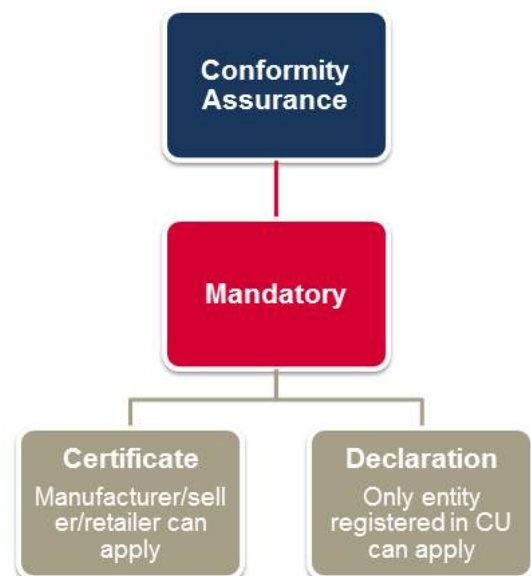 Conformity
Assurance
Mandatory
Certificate
Manufacturer/sell
er/retailer can
apply
Declaration
Only entity
registered in CU
can apply